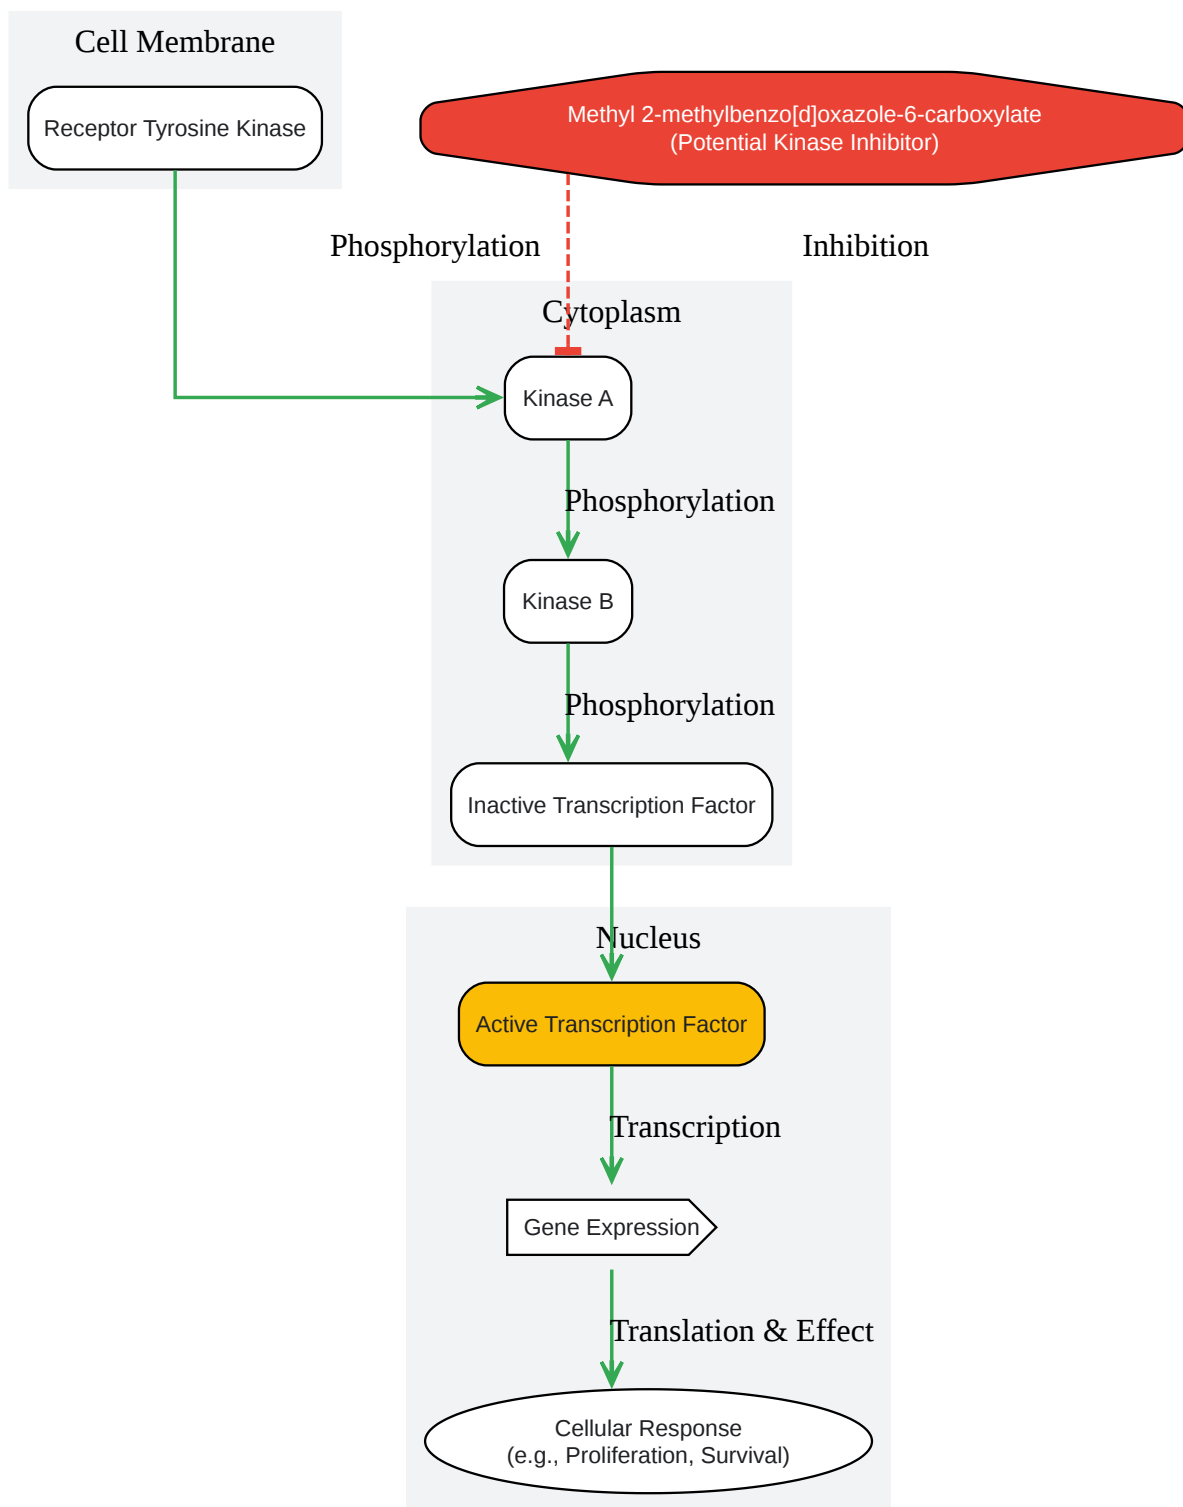 Cell Membrane
Receptor Tyrosine Kinase
Methyl 2-methylbenzo[d]oxazole-6-carboxylate
(Potential Kinase Inhibitor)
Phosphorylation
Inhibition
Cytoplasm
Kinase A
Phosphorylation
Kinase B
Phosphorylation
Inactive Transcription Factor
Nucleus
Active Transcription Factor
Transcription
Gene Expression
Translation & Effect
Cellular Response
(e.g., Proliferation, Survival)